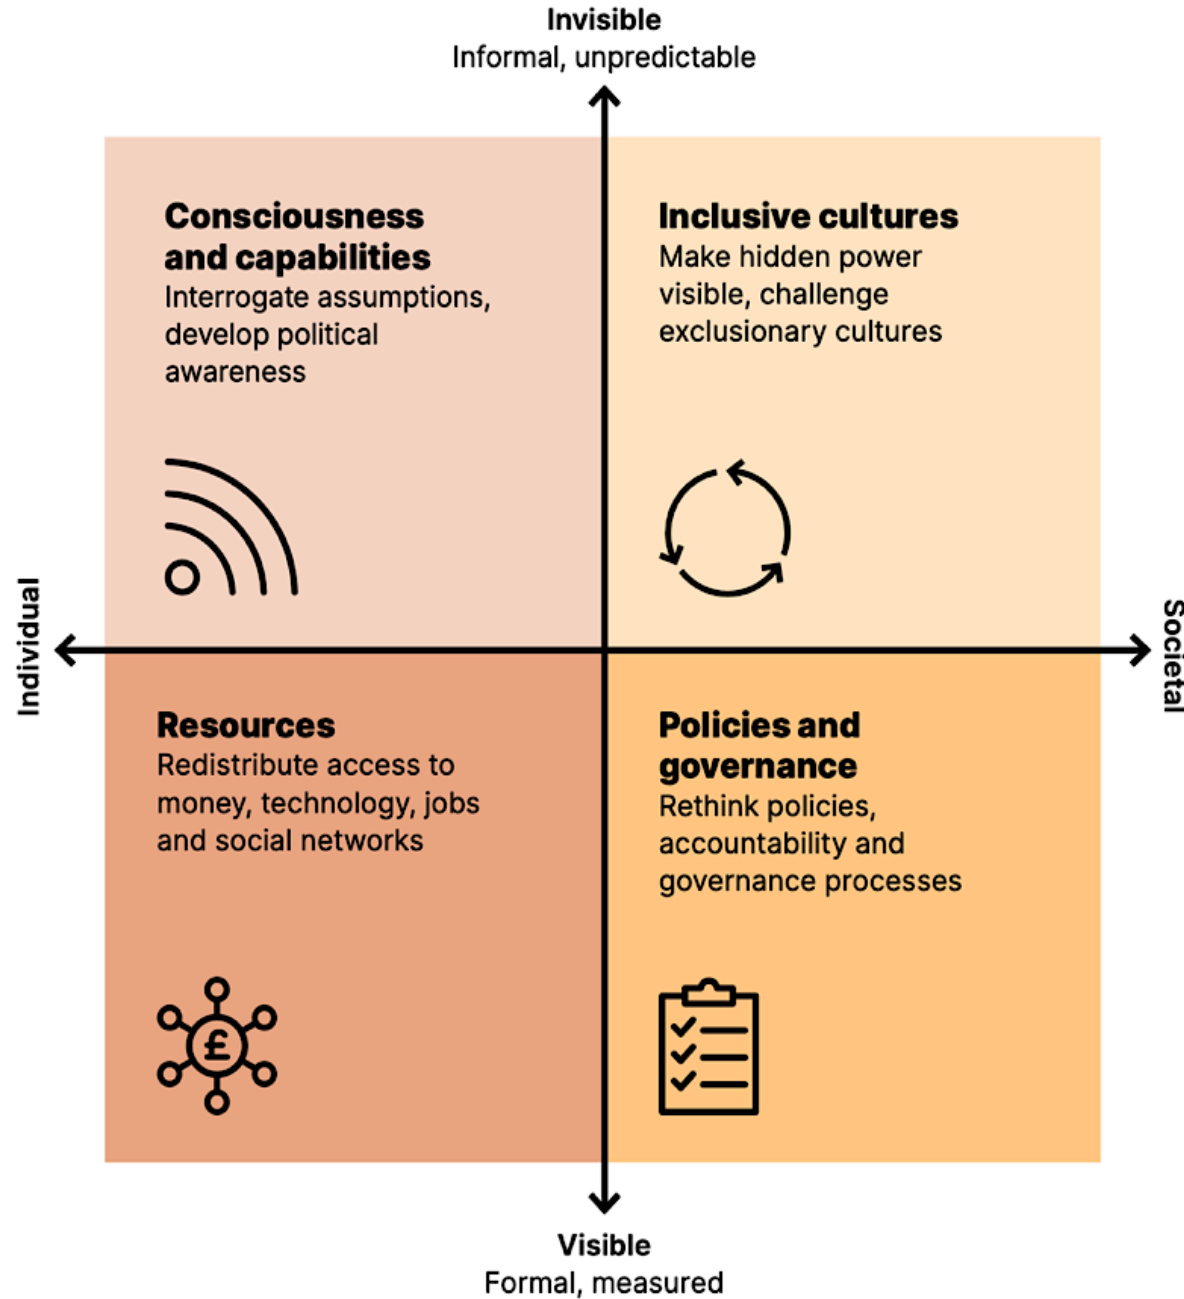 Invisible
Informal, unpredictable
Consciousness
and capabilities
Interrogate assumptions,
develop political
awareness
Inclusive cultures
Make hidden power
visible, challenge
exclusionary cultures
Individual
Societal
Resources
Redistribute access to
money, technology, jobs
and social networks
£
Policies and
governance
Rethink policies,
accountability and
governance processes
Visible
Formal, measured